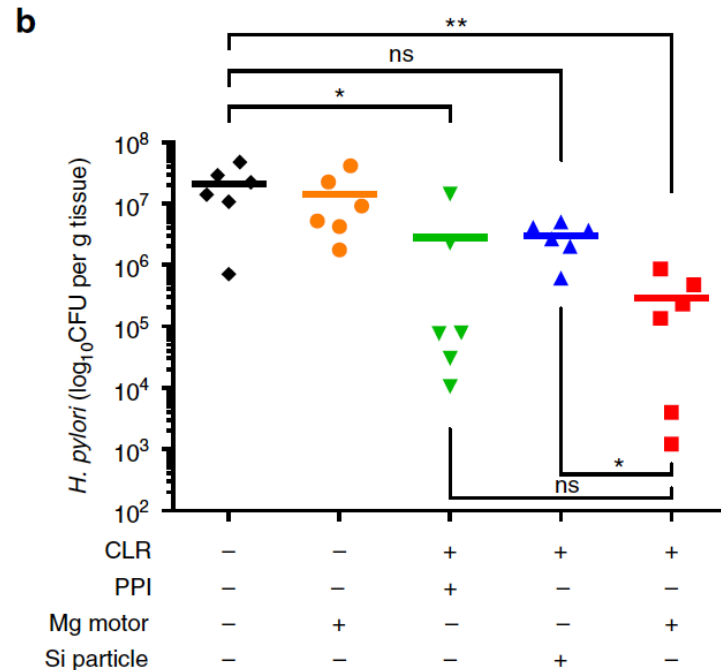 b
**
ns
*
10⁸
10⁷
10⁶
10⁵
10⁴
10³
10²
H. pylori (log₁₀CFU per g tissue)
*
ns
CLR – – + + +
PPI – – + – –
Mg motor – + – – +
Si particle – – – + –